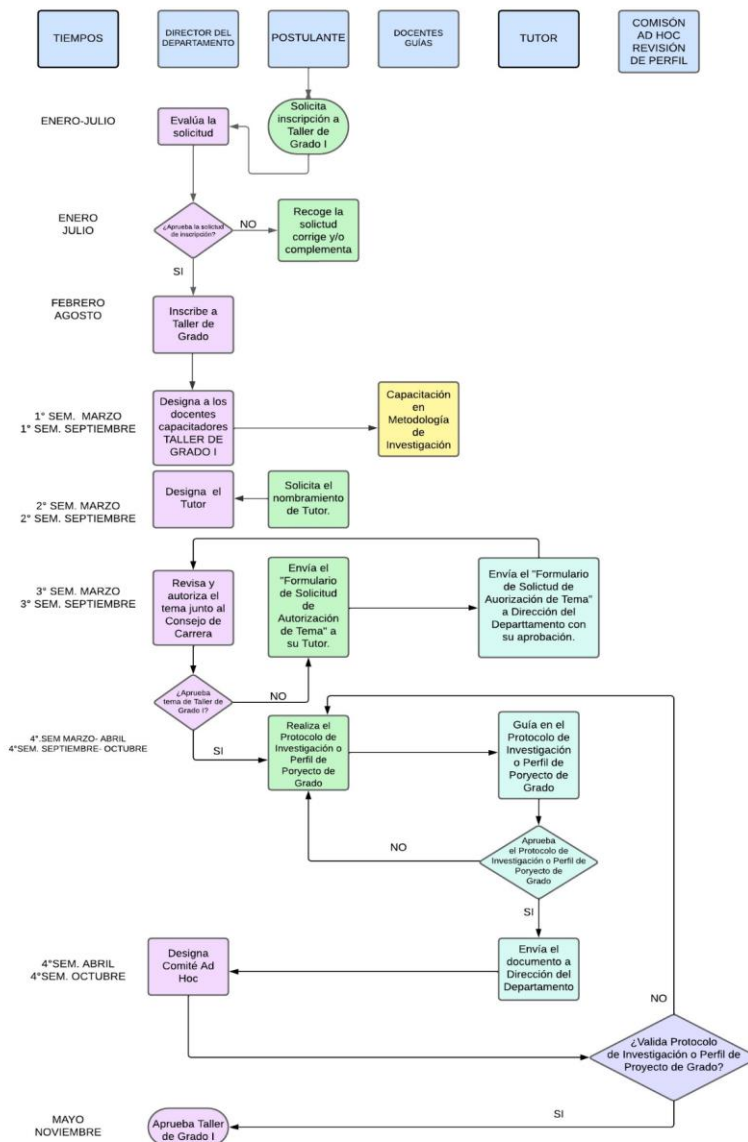 TIEMPOS
DIRECTOR DEL
DEPARTAMENTO
POSTULANTE
DOCENTES
GUÍAS
TUTOR
COMISÓN
AD HOC
REVISIÓN
DE PERFIL
ENERO-JULIO
Evalúa la
solicitud
Solicita
inscripción a
Taller de
Grado I
ENERO
JULIO
¿Aprueba la solicitud
de inscripción?
NO
Recoge la
solictud
corrige y/o
complementa
SI
FEBRERO
AGOSTO
Inscribe a
Taller de
Grado
1° SEM. MARZO
1° SEM. SEPTIEMBRE
Designa a los
docentes
capacitadores
TALLER DE
GRADO I
Capacitación
en
Metodología
de
Investigación
2° SEM. MARZO
2° SEM. SEPTIEMBRE
Designa el
Tutor
Solicita el
nombramiento
de Tutor.
3° SEM. MARZO
3° SEM. SEPTIEMBRE
Revisa y
autoriza el
tema junto al
Consejo de
Carrera
Envía el
"Formulario
de Solicitud
de
Autorización
de Tema" a
su Tutor.
Envía el "Formulario
de Solictud de
Auorización de Tema"
a Dirección del
Departtamento con
su aprobación.
¿Aprueba
tema de Taller de
Grado I?
NO
4°.SEM MARZO- ABRIL
4°SEM. SEPTIEMBRE- OCTUBRE
SI
Realiza el
Protocolo de
Investigación o
Perfil de
Poryecto de
Grado
Guía en el
Protocolo de
Investigación
o Perfil de
Poryecto de
Grado
NO
Aprueba
el Protocolo de
Investigación o Perfil de
Poryecto de
Grado
SI
4°SEM. ABRIL
4°SEM. OCTUBRE
Designa
Comité Ad
Hoc
Envía el
documento a
Dirección del
Departamento
NO
¿Valida Protocolo
de Investigación o Perfil de
Proyecto de Grado?
SI
MAYO
NOVIEMBRE
Aprueba Taller
de Grado I